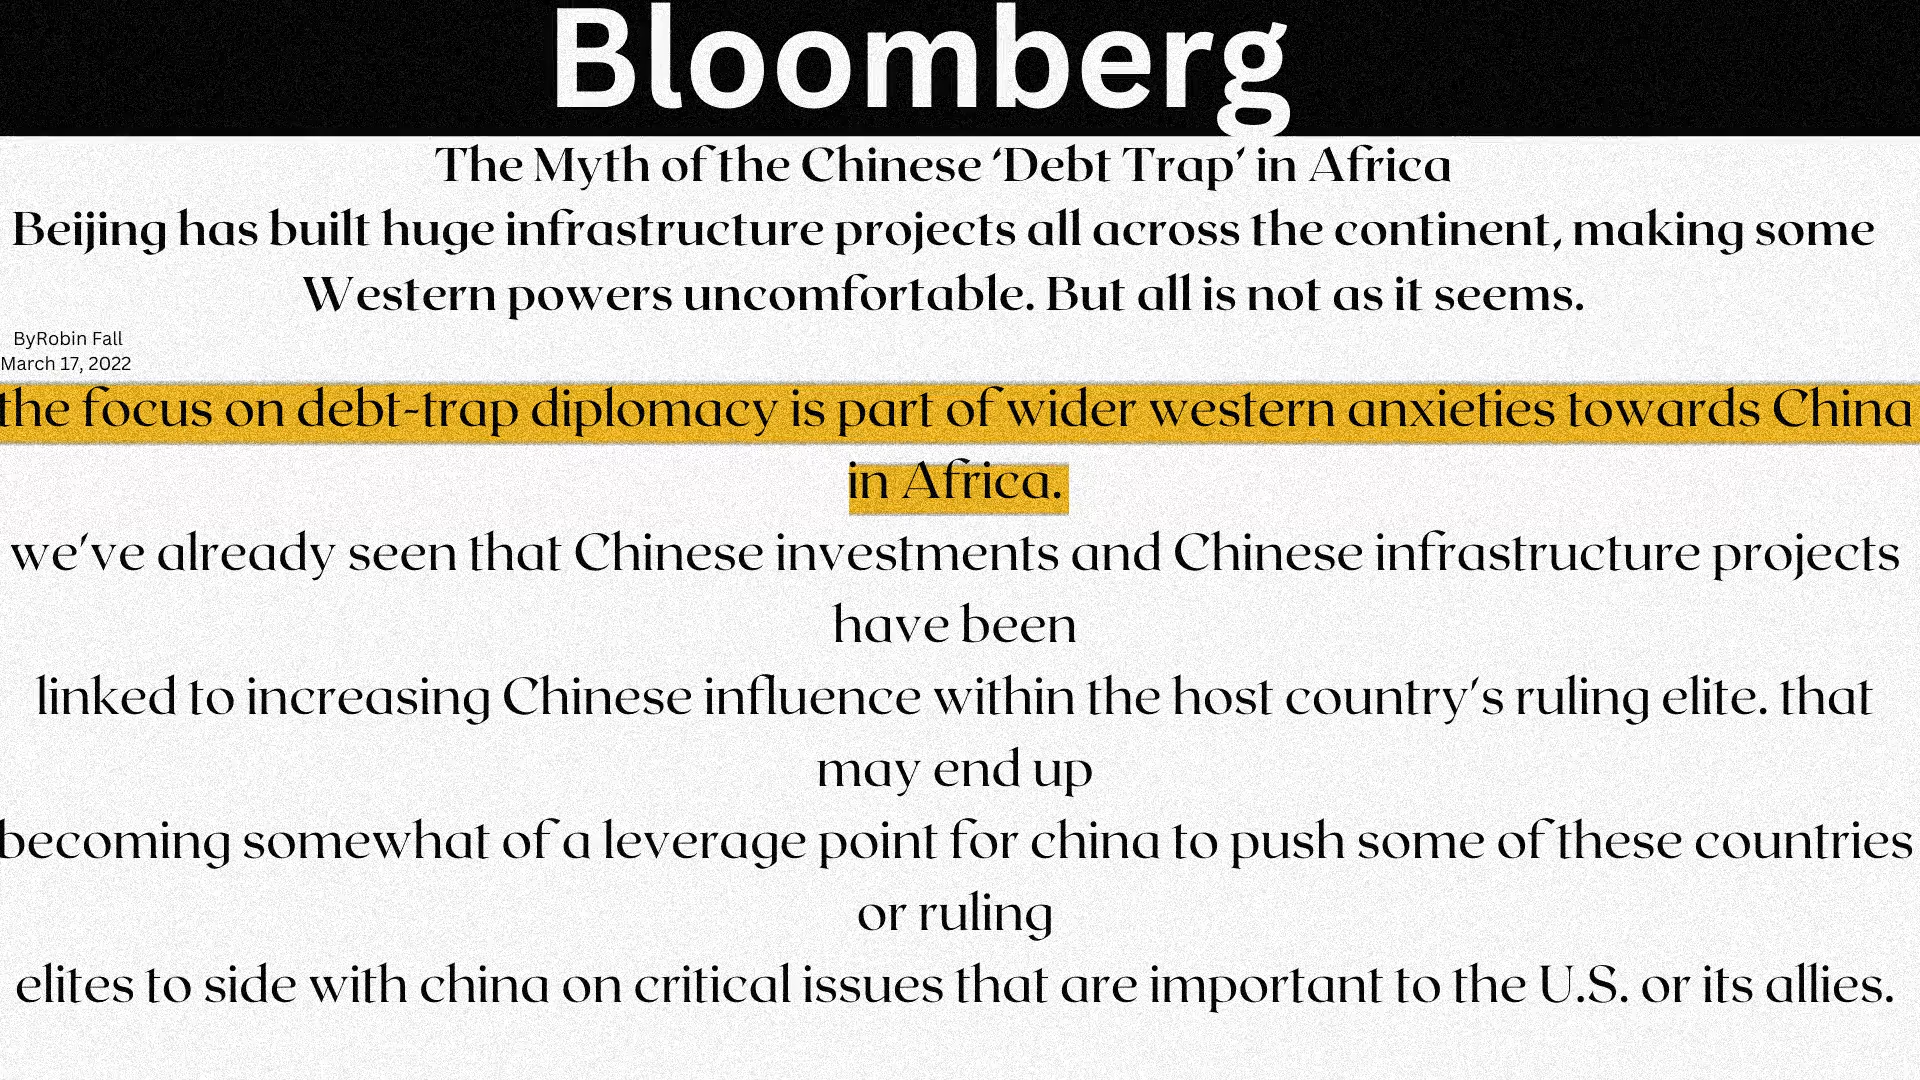 Bloomberg
The Myth of the Chinese ‘Debt Trap’ in Africa
Beijing has built huge infrastructure projects all across the continent, making some
Western powers uncomfortable. But all is not as it seems.
ByRobin Fall
March 17, 2022
the focus on debt-trap diplomacy is part of wider western anxieties towards China
in Africa.
we’ve already seen that Chinese investments and Chinese infrastructure projects
have been
linked to increasing Chinese influence within the host country’s ruling elite. that
may end up
becoming somewhat of a leverage point for china to push some of these countries
or ruling
elites to side with china on critical issues that are important to the U.S. or its allies.